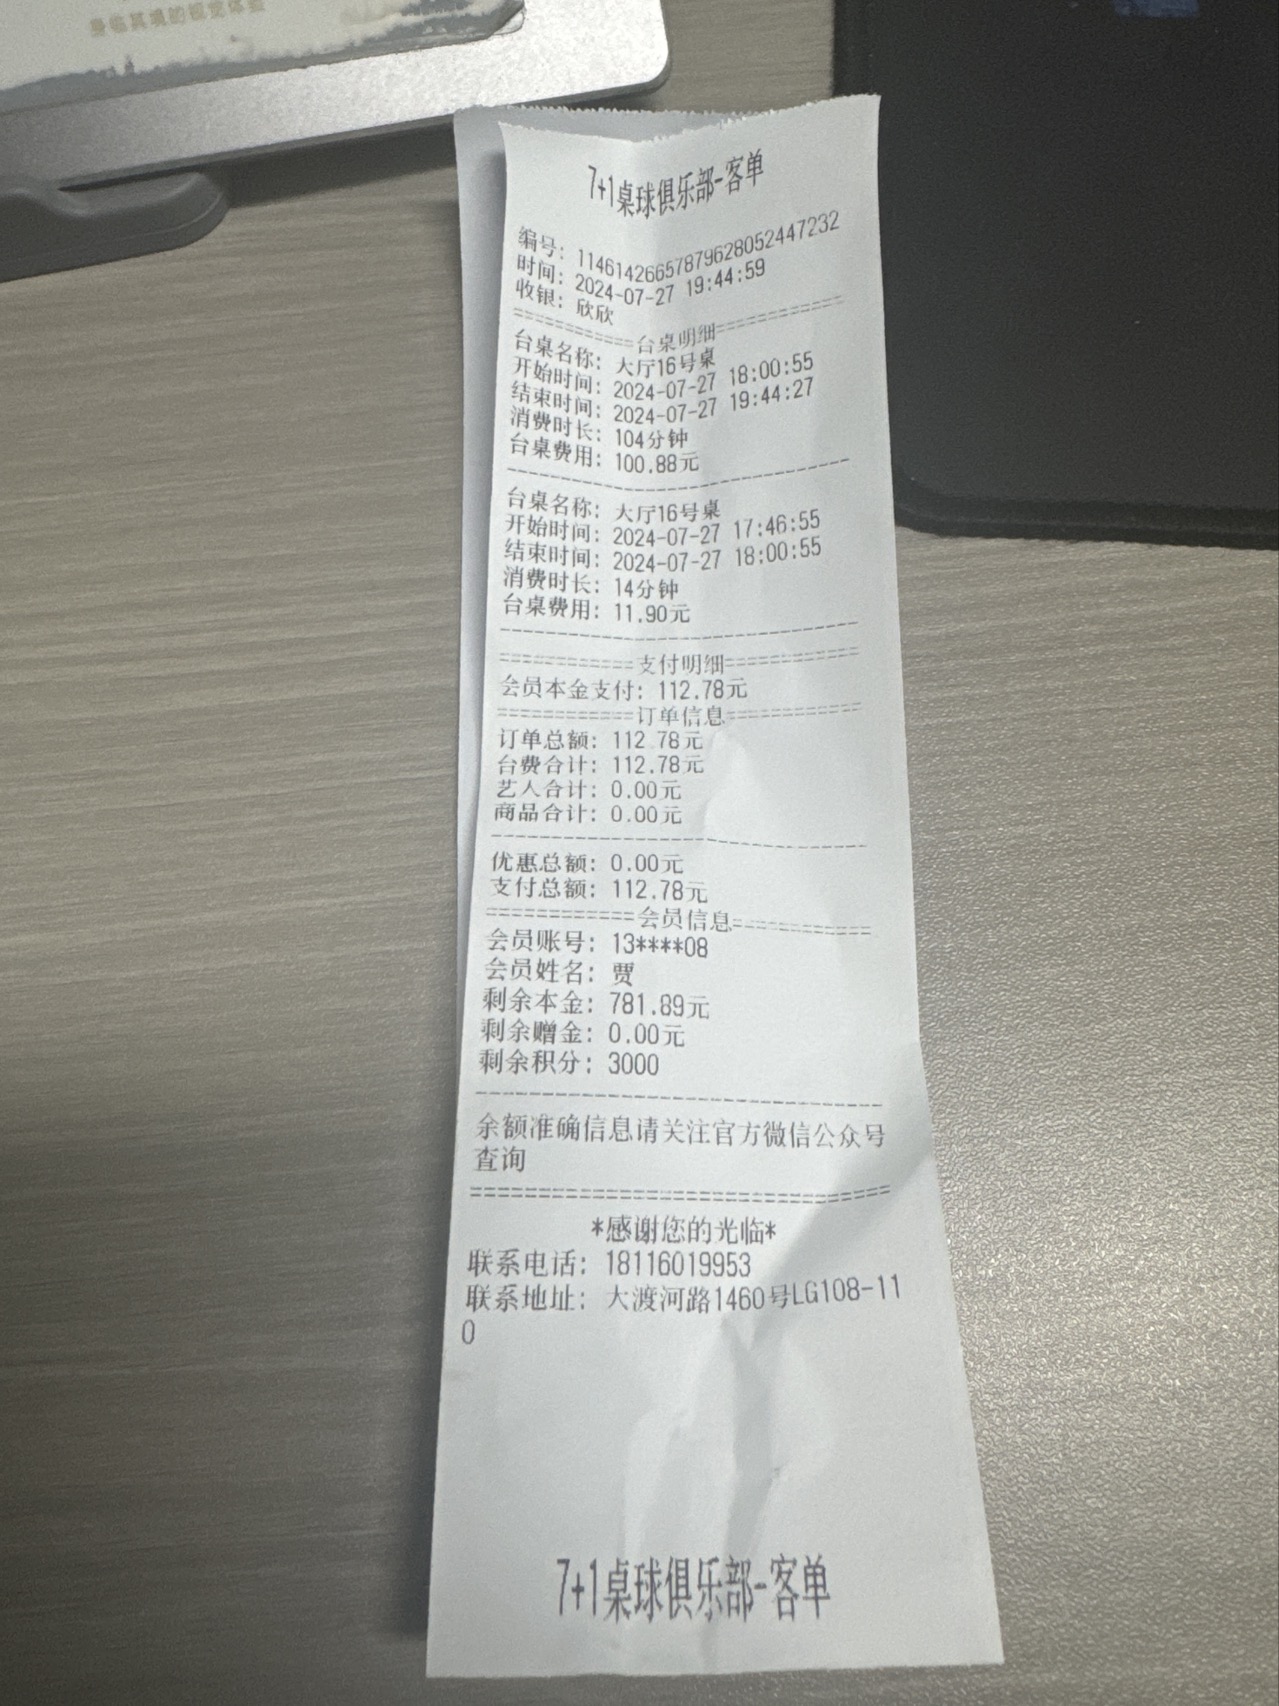 身临其境的视觉体验
7+1桌球俱乐部-客单
编号: 1146142665787962805244​7232
时间: 2024-07-27 19:44:59
收银: 欣欣
============台桌明细============
台桌名称: 大厅16号桌
开始时间: 2024-07-27 18:00:55
结束时间: 2024-07-27 19:44:27
消费时长: 104分钟
台桌费用: 100.88元
--------------------------------
台桌名称: 大厅16号桌
开始时间: 2024-07-27 17:46:55
结束时间: 2024-07-27 18:00:55
消费时长: 14分钟
台桌费用: 11.90元
--------------------------------
============支付明细============
会员本金支付: 112.78元
============订单信息============
订单总额: 112.78元
台费合计: 112.78元
艺人合计: 0.00元
商品合计: 0.00元
--------------------------------
优惠总额: 0.00元
支付总额: 112.78元
============会员信息============
会员账号: 13****08
会员姓名: 贾
剩余本金: 781.89元
剩余赠金: 0.00元
剩余积分: 3000
--------------------------------
余额准确信息请关注官方微信公众号
查询
================================
*感谢您的光临*
联系电话: 18116019953
联系地址: 大渡河路1460号LG108-11
0
7+1桌球俱乐部-客单